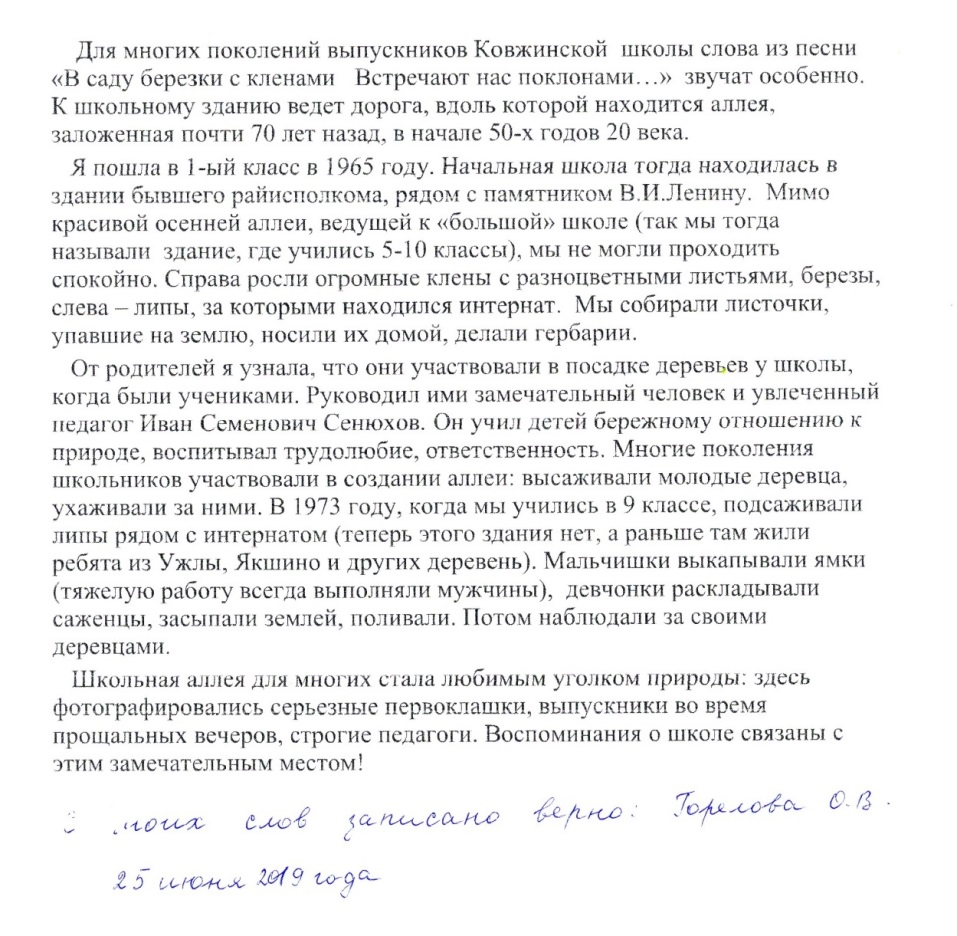 Для многих поколений выпускников Ковжинской школы слова из песни
«В саду березки с кленами Встречают нас поклонами…» звучат особенно.
К школьному зданию ведет дорога, вдоль которой находится аллея,
заложенная почти 70 лет назад, в начале 50-х годов 20 века.
Я пошла в 1-ый класс в 1965 году. Начальная школа тогда находилась в
здании бывшего райисполкома, рядом с памятником В.И.Ленину. Мимо
красивой осенней аллеи, ведущей к «большой» школе (так мы тогда
называли здание, где учились 5-10 классы), мы не могли проходить
спокойно. Справа росли огромные клены с разноцветными листьями, березы,
слева – липы, за которыми находился интернат. Мы собирали листочки,
упавшие на землю, носили их домой, делали гербарии.
От родителей я узнала, что они участвовали в посадке деревьев у школы,
когда были учениками. Руководил ими замечательный человек и увлеченный
педагог Иван Семенович Сенюхов. Он учил детей бережному отношению к
природе, воспитывал трудолюбие, ответственность. Многие поколения
школьников участвовали в создании аллеи: высаживали молодые деревца,
ухаживали за ними. В 1973 году, когда мы учились в 9 классе, подсаживали
липы рядом с интернатом (теперь этого здания нет, а раньше там жили
ребята из Ужлы, Якшино и других деревень). Мальчишки выкапывали ямки
(тяжелую работу всегда выполняли мужчины), девчонки раскладывали
саженцы, засыпали землей, поливали. Потом наблюдали за своими
деревцами.
Школьная аллея для многих стала любимым уголком природы: здесь
фотографировались серьезные первоклашки, выпускники во время
прощальных вечеров, строгие педагоги. Воспоминания о школе связаны с
этим замечательным местом!
С моих слов записано верно: Горелова О.В.
25 июня 2019 года